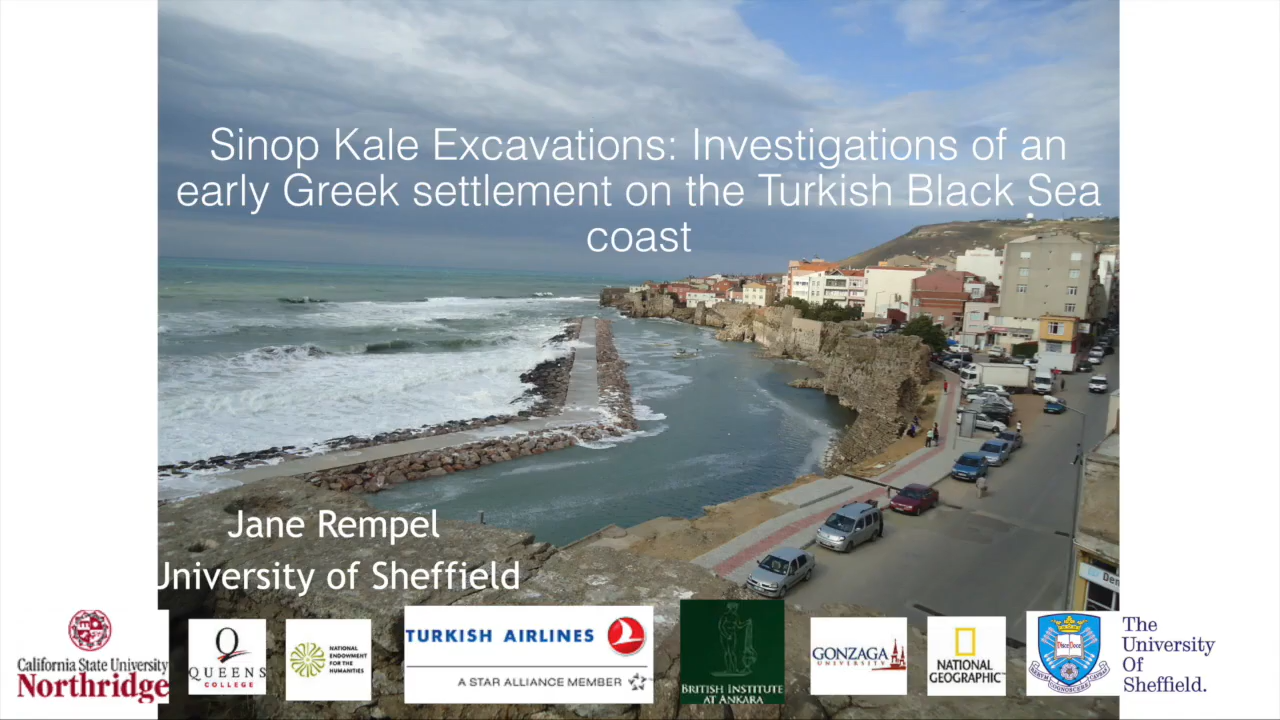 Sinop Kale Excavations: Investigations of an
early Greek settlement on the Turkish Black Sea
coast
Jane Rempel
University of Sheffield
California State University
Northridge
Q
QUEENS
COLLEGE
NATIONAL
ENDOWMENT
FOR THE
HUMANITIES
TURKISH AIRLINES
A STAR ALLIANCE MEMBER
BRITISH INSTITUTE
AT ANKARA
GONZAGA
UNIVERSITY
NATIONAL
GEOGRAPHIC
The
University
Of
Sheffield.